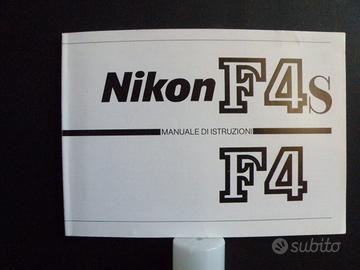 Nikon F4s
MANUALE DI ISTRUZIONI
F4
subito